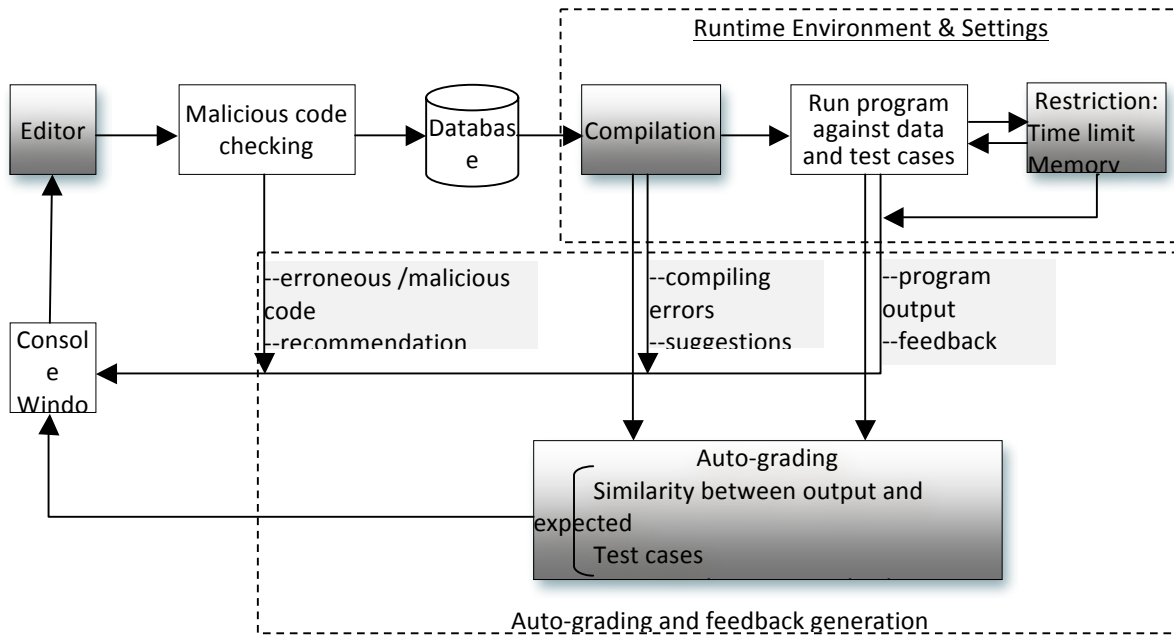 Runtime Environment & Settings
Editor
Malicious code
checking
Databas
e
Compilation
Run program
against data
and test cases
Restriction:
Time limit
Memory
--erroneous /malicious
code
--recommendation
--compiling
errors
--suggestions
--program
output
--feedback
Consol
e
Windo
Auto-grading
Similarity between output and
expected
Test cases
Auto-grading and feedback generation